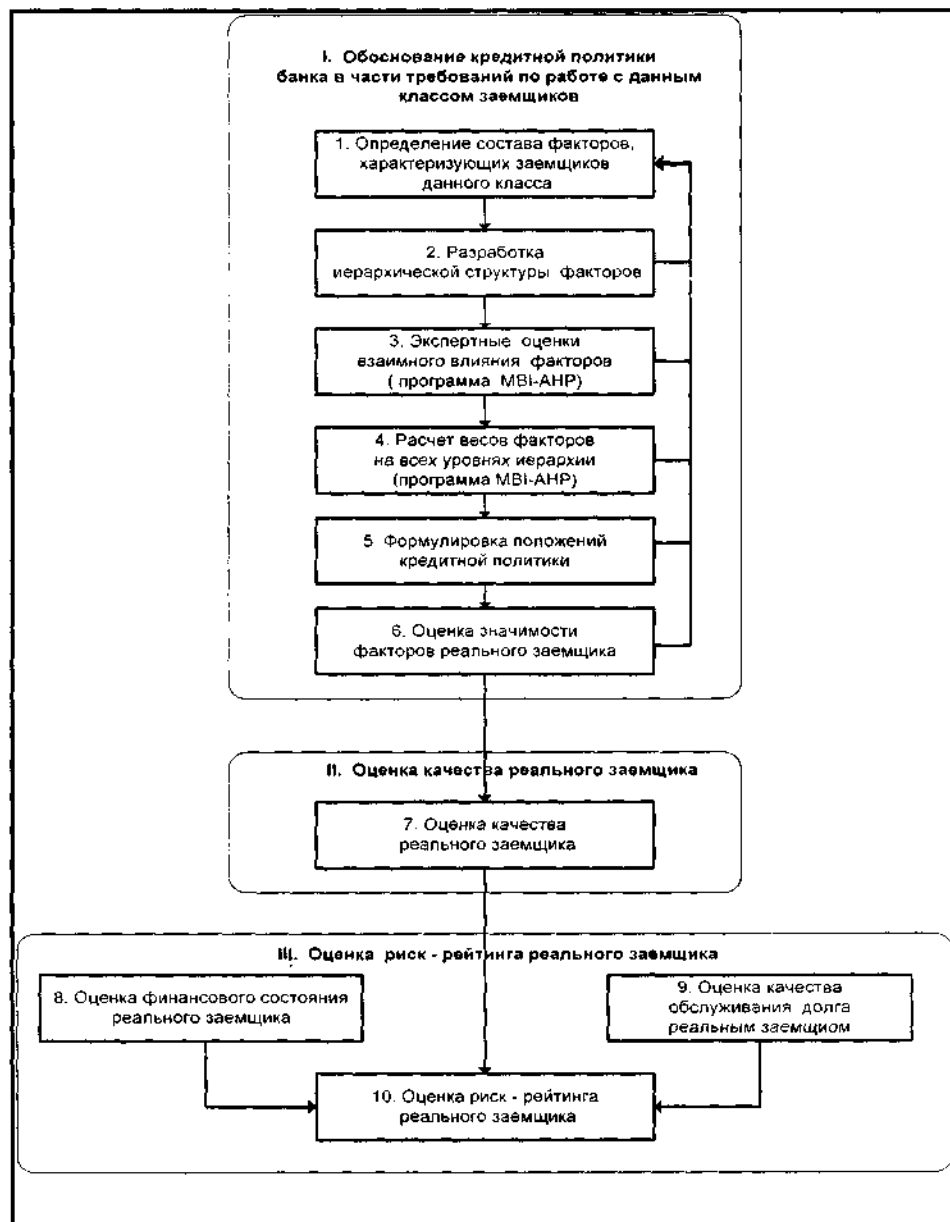 I. Обоснование кредитной политики
банка в части требований по работе с данным
классом заемщиков
1. Определение состава факторов,
характеризующих заемщиков
данного класса
2. Разработка
иерархической структуры факторов
3. Экспертные оценки
взаимного влияния факторов
( программа MBI-AHP)
4. Расчет весов факторов
на всех уровнях иерархии
(программа MBI-AHP)
5 Формулировка положений
кредитной политики
6. Оценка значимости
факторов реального заемщика
II. Оценка качества реального заемщика
7. Оценка качества
реального заемщика
III. Оценка риск - рейтинга реального заемщика
8. Оценка финансового состояния
реального заемщика
9. Оценка качества
обслуживания долга
реальным заемщиом
10. Оценка риск - рейтинга
реального заемщика